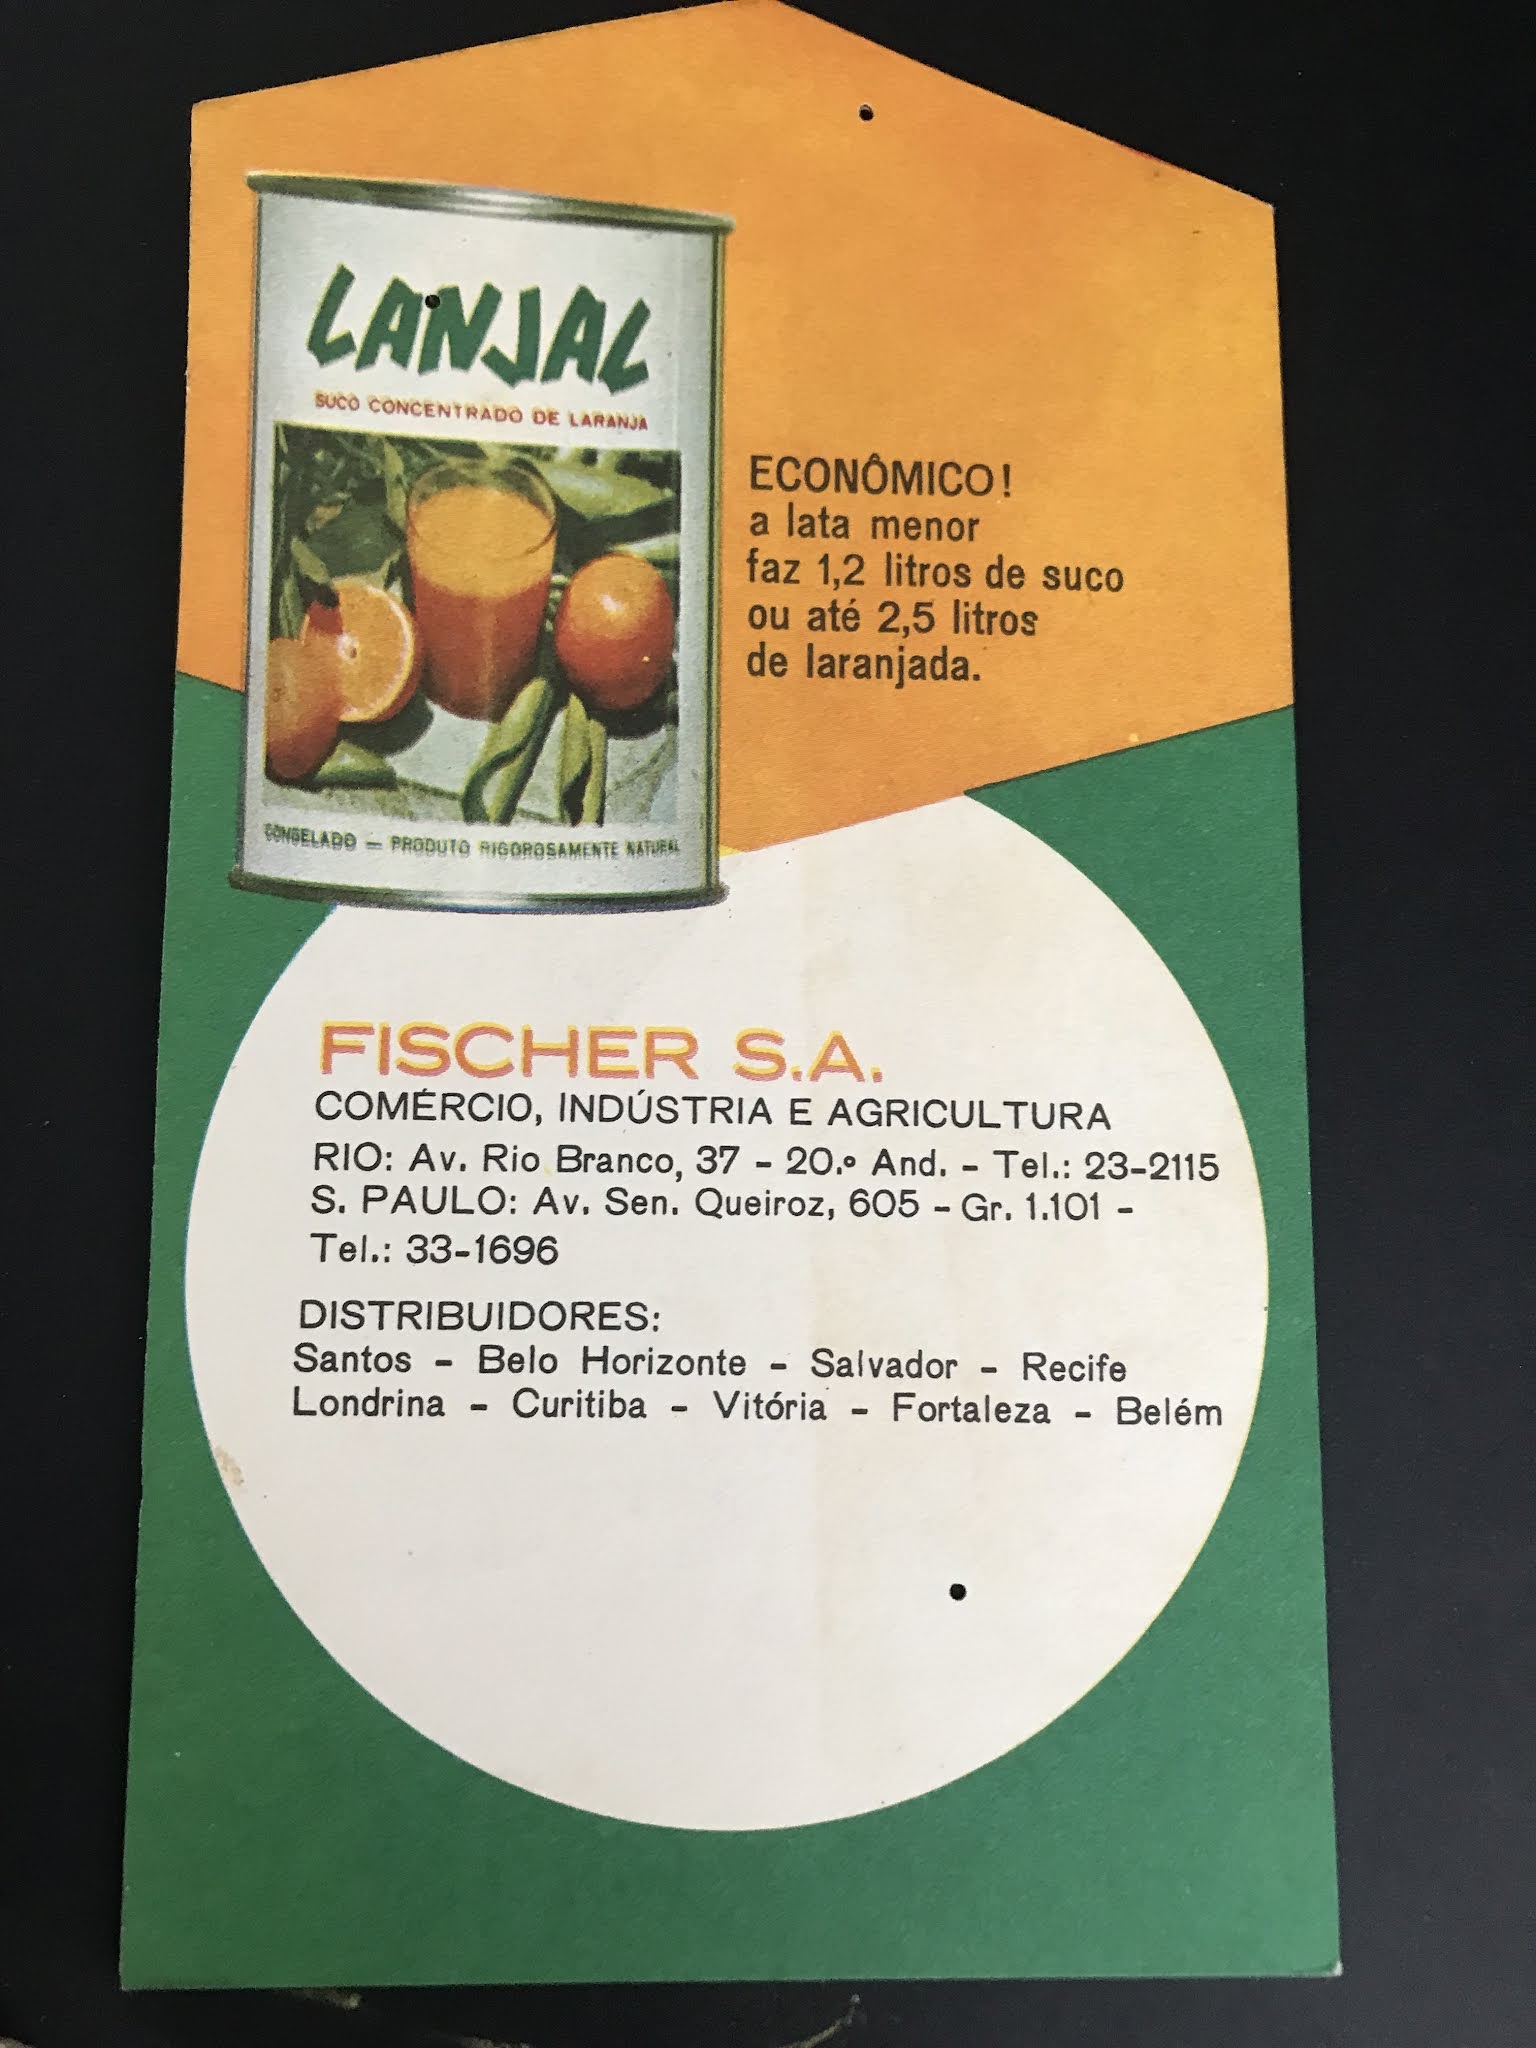 LANJAL
SUCO CONCENTRADO DE LARANJA
CONGELADO — PRODUTO RIGOROSAMENTE NATURAL
ECONÔMICO!
a lata menor
faz 1,2 litros de suco
ou até 2,5 litros
de laranjada.
FISCHER S.A.
COMÉRCIO, INDÚSTRIA E AGRICULTURA
RIO: Av. Rio Branco, 37 - 20.º And. - Tel.: 23-2115
S. PAULO: Av. Sen. Queiroz, 605 - Gr. 1.101 -
Tel.: 33-1696
DISTRIBUIDORES:
Santos - Belo Horizonte - Salvador - Recife
Londrina - Curitiba - Vitória - Fortaleza - Belém